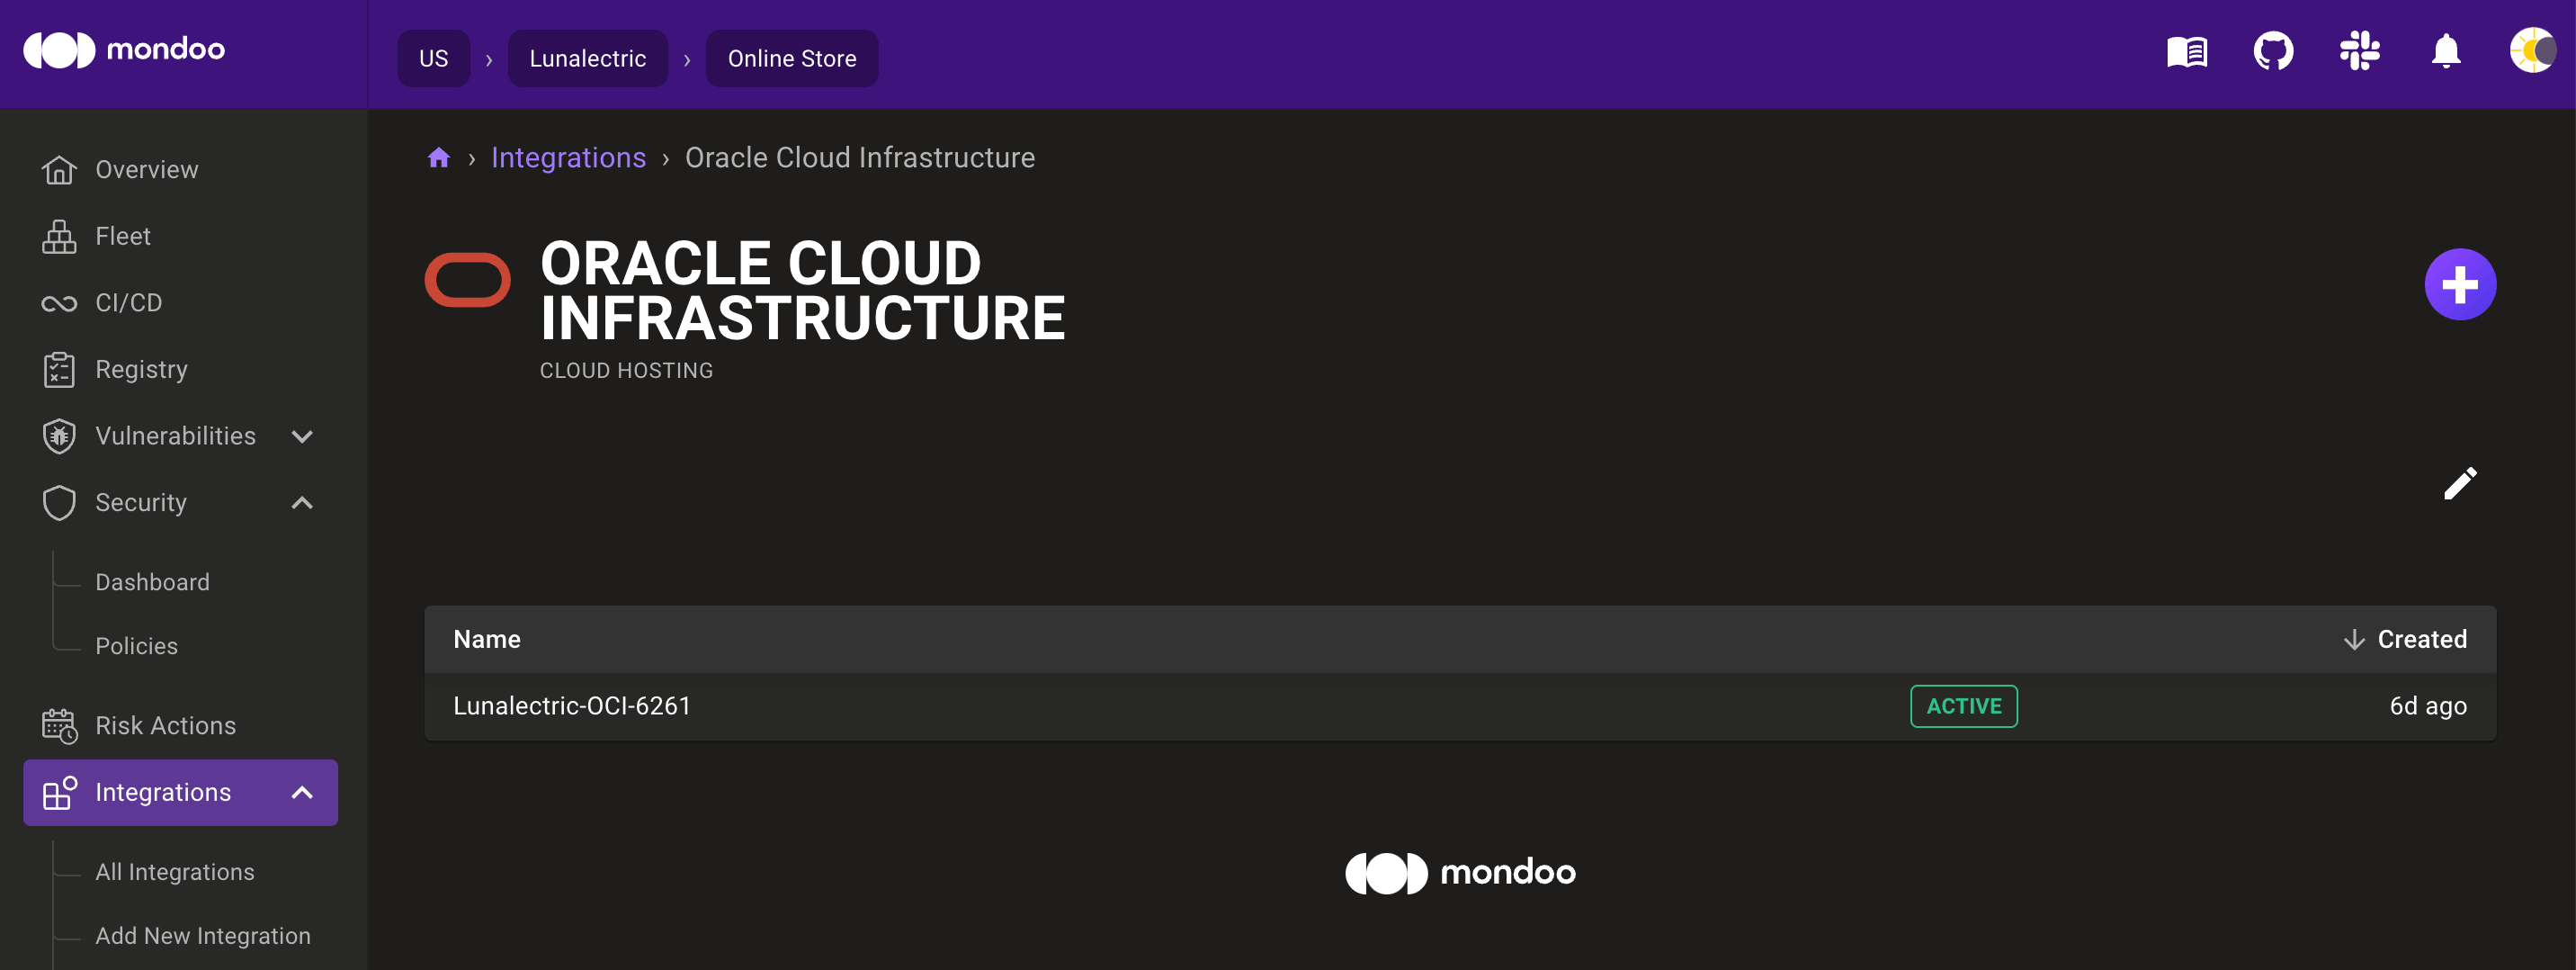 mondoo
US › Lunalectric › Online Store
Overview
Fleet
CI/CD
Registry
Vulnerabilities
Security
Dashboard
Policies
Risk Actions
Integrations
All Integrations
Add New Integration
› Integrations › Oracle Cloud Infrastructure
ORACLE CLOUD
INFRASTRUCTURE
CLOUD HOSTING
Name Created
Lunalectric-OCI-6261 ACTIVE 6d ago
mondoo